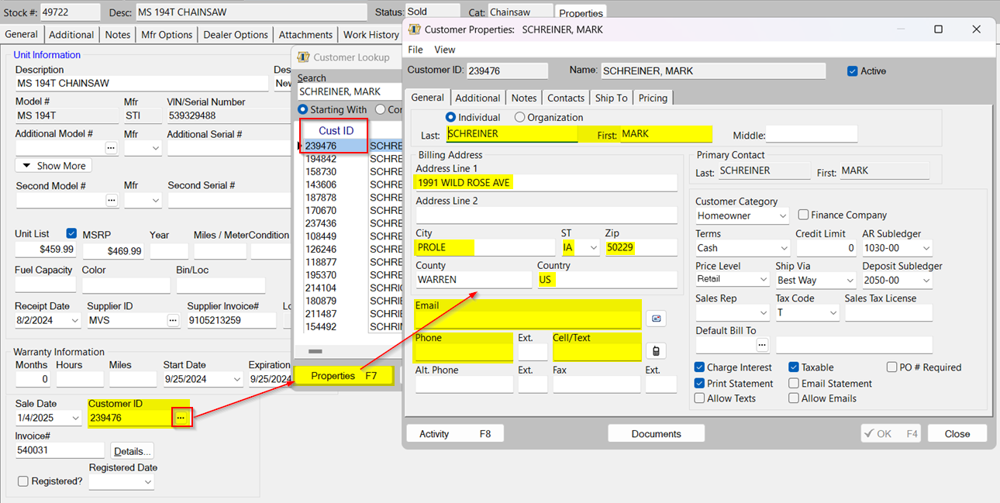 Stock #: 49722 Desc: MS 194T CHAINSAW Status: Sold Cat: Chainsaw Properties
General Additional Notes Mfr Options Dealer Options Attachments Work History
Unit Information
Description
MS 194T CHAINSAW
Model # Mfr VIN/Serial Number
MS 194T STI 539329488
Additional Model # Mfr Additional Serial #
...
Show More
Second Model # Mfr Second Serial #
...
Unit List MSRP Year Miles / Meter Condition
$459.99 $469.99
Fuel Capacity Color Bin/Loc
Receipt Date Supplier ID Supplier Invoice#
8/2/2024 MVS ... 9105213259
Warranty Information
Months Hours Miles Start Date Expiration
0 9/25/2024 9/25/2024
Sale Date Customer ID
1/4/2025 239476 ...
Invoice#
540031 Details...
Registered Date
Registered?
Customer Lookup
Search
SCHREINER, MARK
Starting With
Cust ID
239476 SCHRE
194842 SCHRE
158730 SCHRE
143606 SCHRE
187878 SCHRE
170670 SCHRE
237436 SCHRE
108449 SCHRE
126246 SCHRE
118877 SCHRE
195370 SCHRE
214104 SCHRI
180879 SCHRIE
211487 SCHRIE
154492 SCHRI
Properties F7
Customer Properties: SCHREINER, MARK
File View
Customer ID: 239476 Name: SCHREINER, MARK Active
General Additional Notes Contacts Ship To Pricing
Individual Organization
Last: SCHREINER First: MARK Middle:
Billing Address
Address Line 1
1991 WILD ROSE AVE
Address Line 2
City ST Zip
PROLE IA 50229
County Country
WARREN US
Email
Phone Ext. Cell/Text
Alt. Phone Ext. Fax Ext.
Primary Contact
Last: SCHREINER First: MARK
Customer Category
Homeowner Finance Company
Terms Credit Limit AR Subledger
Cash 0 1030-00
Price Level Ship Via Deposit Subledger
Retail Best Way 2050-00
Sales Rep Tax Code Sales Tax License
T
Default Bill To
...
Charge Interest Taxable PO # Required
Print Statement Email Statement
Allow Texts Allow Emails
Activity F8 Documents OK F4 Close